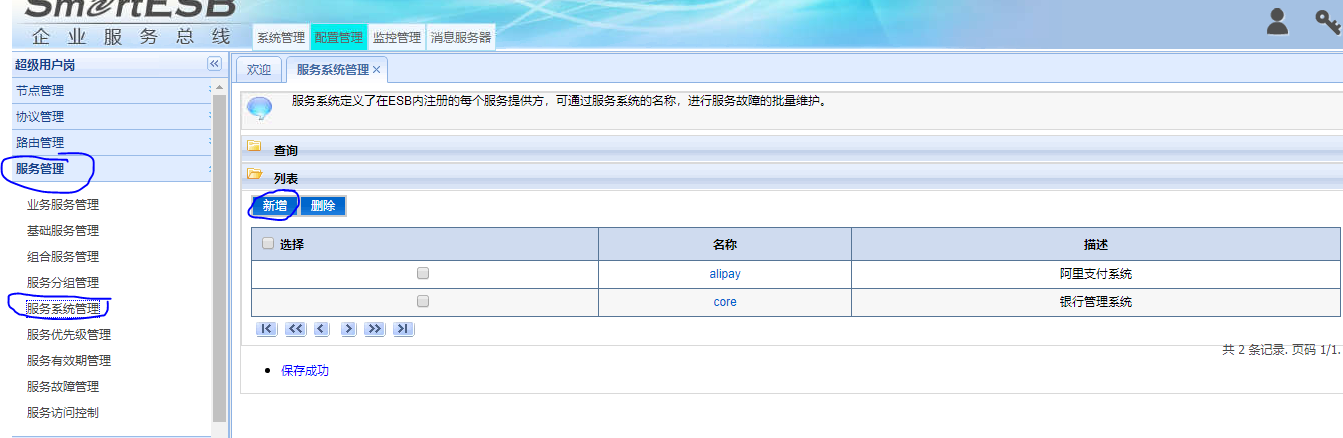 SmartESB
企业服务总线
系统管理 配置管理 监控管理 消息服务器
超级用户岗
节点管理
协议管理
路由管理
服务管理
业务服务管理
基础服务管理
组合服务管理
服务分组管理
服务系统管理
服务优先级管理
服务有效期管理
服务故障管理
服务访问控制
欢迎 服务系统管理
服务系统定义了在ESB内注册的每个服务提供方，可通过服务系统的名称，进行服务故障的批量维护。
查询
列表
新增 删除
选择 名称 描述
alipay 阿里支付系统
core 银行管理系统
共 2 条记录. 页码 1/1.
保存成功